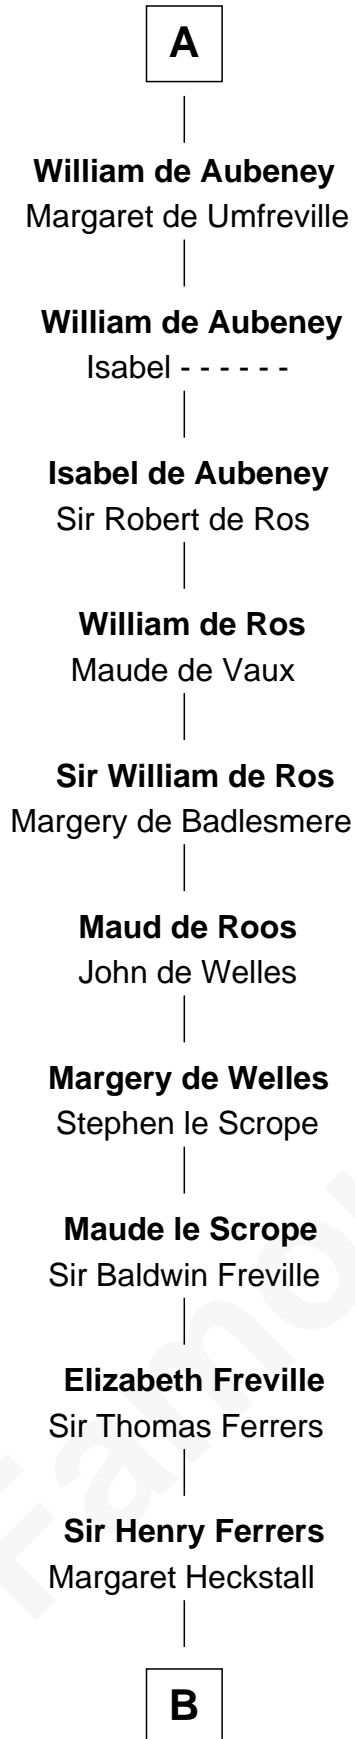 A
William de Aubeney
Margaret de Umfreville
William de Aubeney
Isabel - - - - - -
Isabel de Aubeney
Sir Robert de Ros
William de Ros
Maude de Vaux
Sir William de Ros
Margery de Badlesmere
Maud de Roos
John de Welles
Margery de Welles
Stephen le Scrope
Maude le Scrope
Sir Baldwin Freville
Elizabeth Freville
Sir Thomas Ferrers
Sir Henry Ferrers
Margaret Heckstall
B